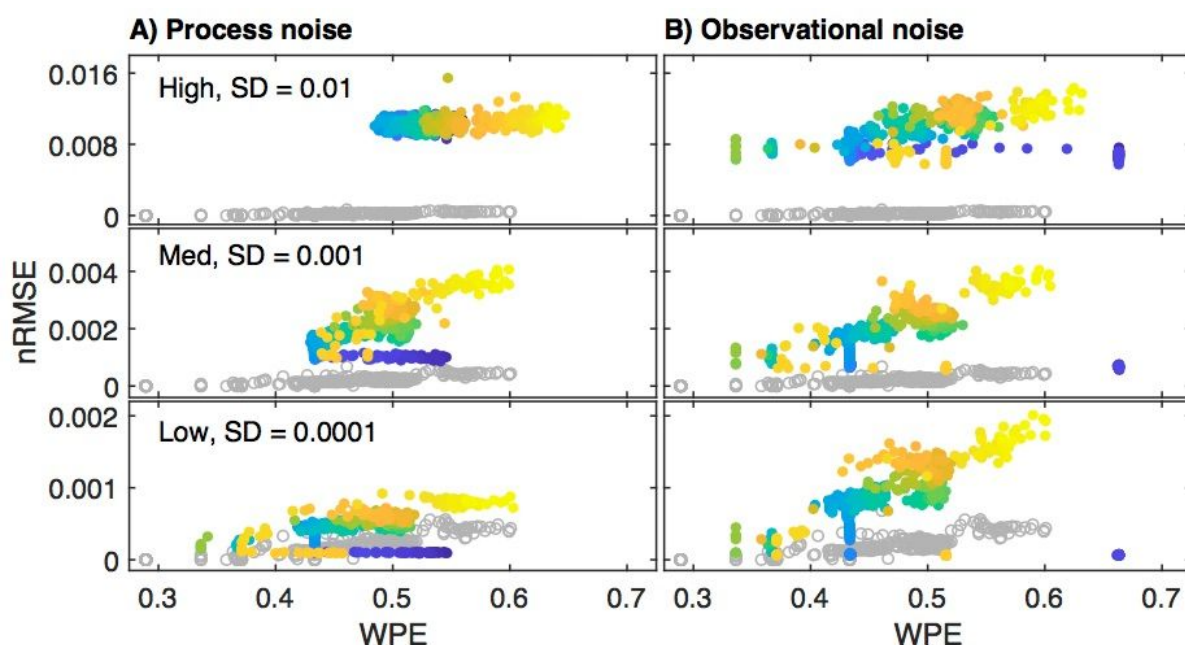 A) Process noise
B) Observational noise
0.016
High, SD = 0.01
0.008
0
0.004
Med, SD = 0.001
0.002
0
nRMSE
0.002
Low, SD = 0.0001
0.001
0
0.3 0.4 0.5 0.6 0.7 0.3 0.4 0.5 0.6 0.7
WPE WPE